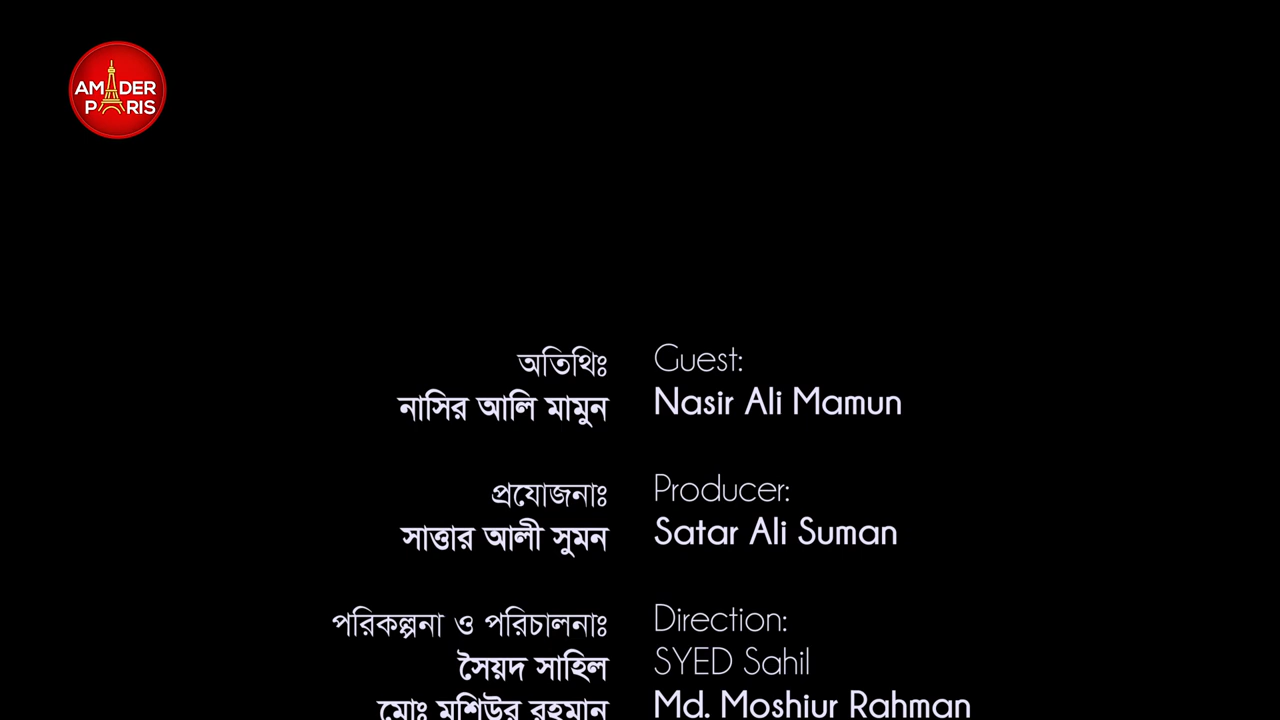 AMADER
PARIS
অতিথিঃ Guest:
নাসির আলি মামুন Nasir Ali Mamun
প্রযোজনাঃ Producer:
সাত্তার আলী সুমন Satar Ali Suman
পরিকল্পনা ও পরিচালনাঃ Direction:
সৈয়দ সাহিল SYED Sahil
মোঃ মশিউর রহমান Md. Moshiur Rahman